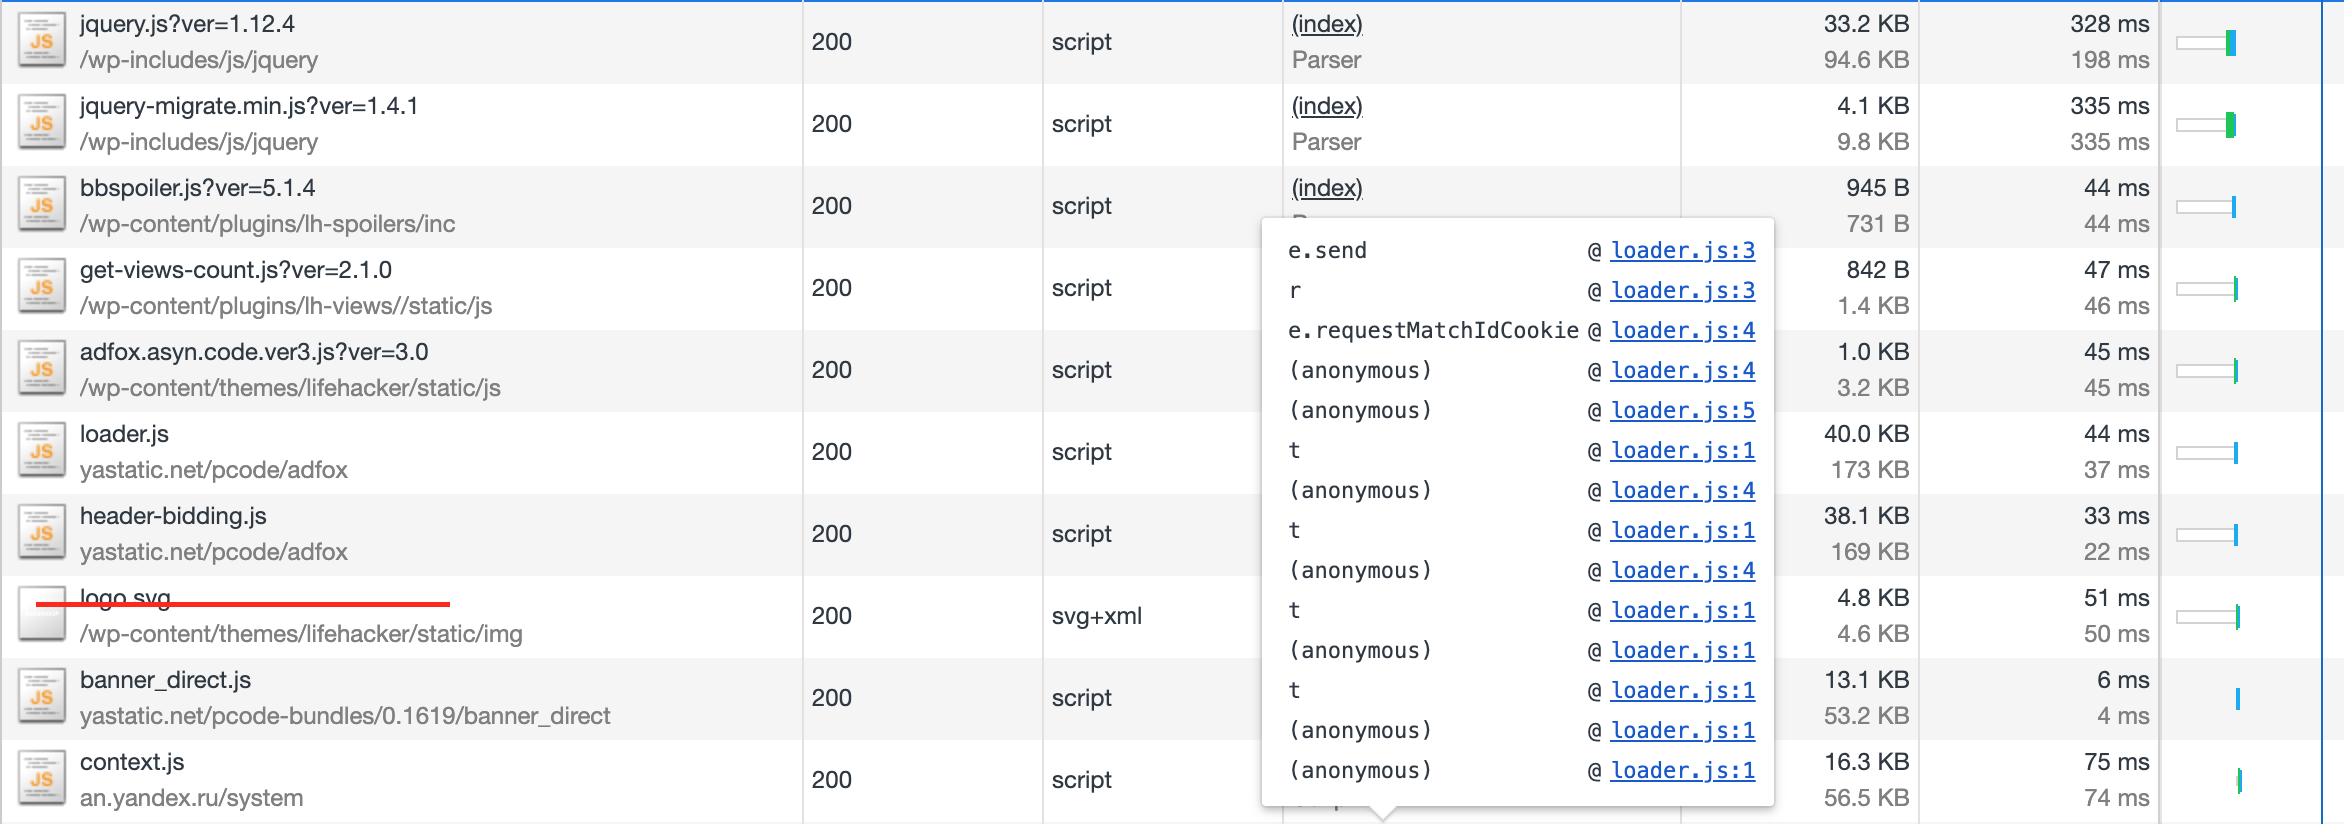 jquery.js?ver=1.12.4
/wp-includes/js/jquery
200
script
(index)
Parser
33.2 KB
94.6 KB
328 ms
198 ms
jquery-migrate.min.js?ver=1.4.1
/wp-includes/js/jquery
200
script
(index)
Parser
4.1 KB
9.8 KB
335 ms
335 ms
bbspoiler.js?ver=5.1.4
/wp-content/plugins/lh-spoilers/inc
200
script
(index)
945 B
731 B
44 ms
44 ms
get-views-count.js?ver=2.1.0
/wp-content/plugins/lh-views//static/js
200
script
842 B
1.4 KB
47 ms
46 ms
adfox.asyn.code.ver3.js?ver=3.0
/wp-content/themes/lifehacker/static/js
200
script
1.0 KB
3.2 KB
45 ms
45 ms
loader.js
yastatic.net/pcode/adfox
200
script
40.0 KB
173 KB
44 ms
37 ms
header-bidding.js
yastatic.net/pcode/adfox
200
script
38.1 KB
169 KB
33 ms
22 ms
logo.svg
/wp-content/themes/lifehacker/static/img
200
svg+xml
4.8 KB
4.6 KB
51 ms
50 ms
banner_direct.js
yastatic.net/pcode-bundles/0.1619/banner_direct
200
script
13.1 KB
53.2 KB
6 ms
4 ms
context.js
an.yandex.ru/system
200
script
16.3 KB
56.5 KB
75 ms
74 ms
e.send @ loader.js:3
r @ loader.js:3
e.requestMatchIdCookie @ loader.js:4
(anonymous) @ loader.js:4
(anonymous) @ loader.js:5
t @ loader.js:1
(anonymous) @ loader.js:4
t @ loader.js:1
(anonymous) @ loader.js:4
t @ loader.js:1
(anonymous) @ loader.js:1
t @ loader.js:1
(anonymous) @ loader.js:1
(anonymous) @ loader.js:1
JS
JS
JS
JS
JS
JS
JS
JS
JS